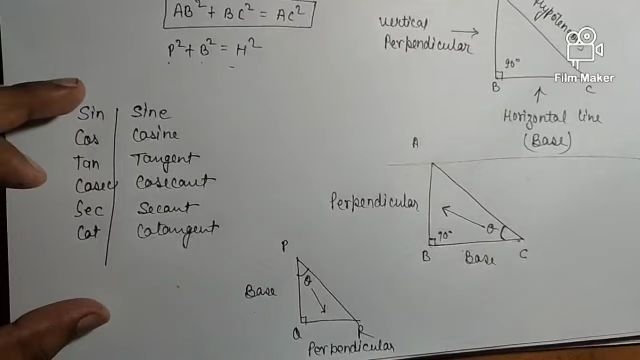 AB² + BC² = AC²
P² + B² = H²
vertical
Perpendicular
90°
B
C
Film Maker
Horizontal line
(Base)
Sin Sine
Cos Cosine
Tan Tangent
Cosec Cosecant
Sec Secant
Cot Cotangent
A
Perpendicular
90°
θ
B
Base
C
P
θ
Base
Q
R
Perpendicular